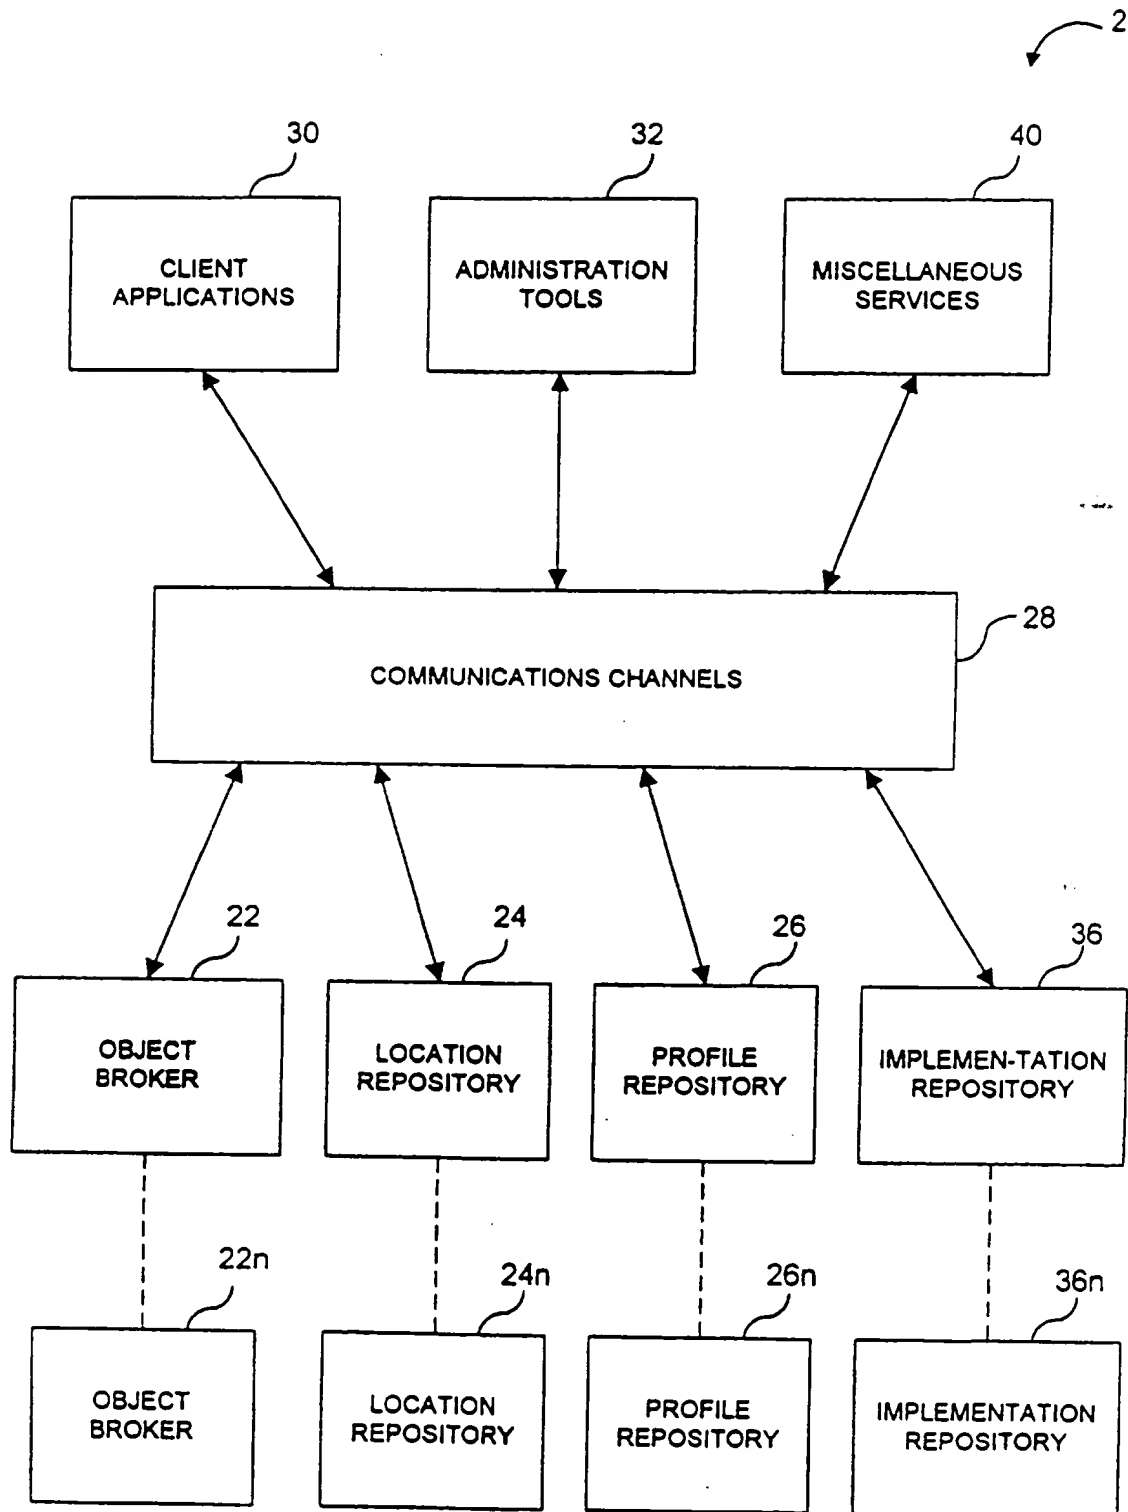 2
30
32
40
CLIENT
APPLICATIONS
ADMINISTRATION
TOOLS
MISCELLANEOUS
SERVICES
28
COMMUNICATIONS CHANNELS
22
24
26
36
OBJECT
BROKER
LOCATION
REPOSITORY
PROFILE
REPOSITORY
IMPLEMEN-TATION
REPOSITORY
22n
24n
26n
36n
OBJECT
BROKER
LOCATION
REPOSITORY
PROFILE
REPOSITORY
IMPLEMENTATION
REPOSITORY